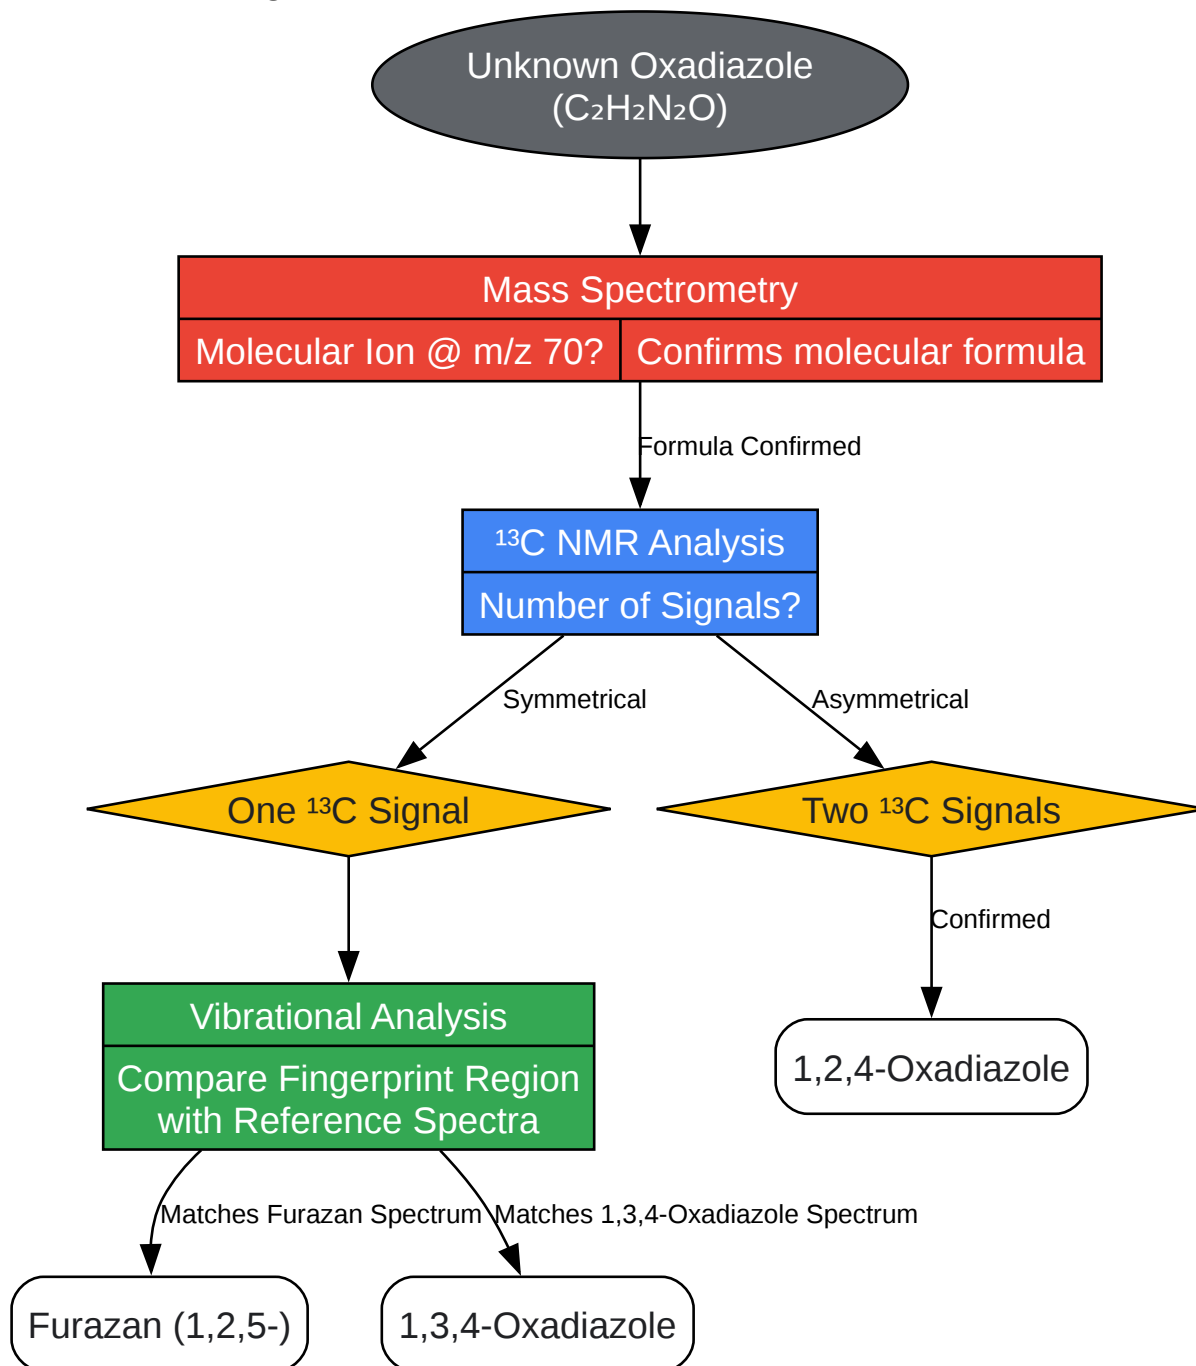 Unknown Oxadiazole
(C₂H₂N₂O)
Mass Spectrometry
Molecular Ion @ m/z 70?
Confirms molecular formula
Formula Confirmed
¹³C NMR Analysis
Number of Signals?
Symmetrical
Asymmetrical
One ¹³C Signal
Two ¹³C Signals
Confirmed
Vibrational Analysis
Compare Fingerprint Region
with Reference Spectra
1,2,4-Oxadiazole
Matches Furazan Spectrum
Matches 1,3,4-Oxadiazole Spectrum
Furazan (1,2,5-)
1,3,4-Oxadiazole